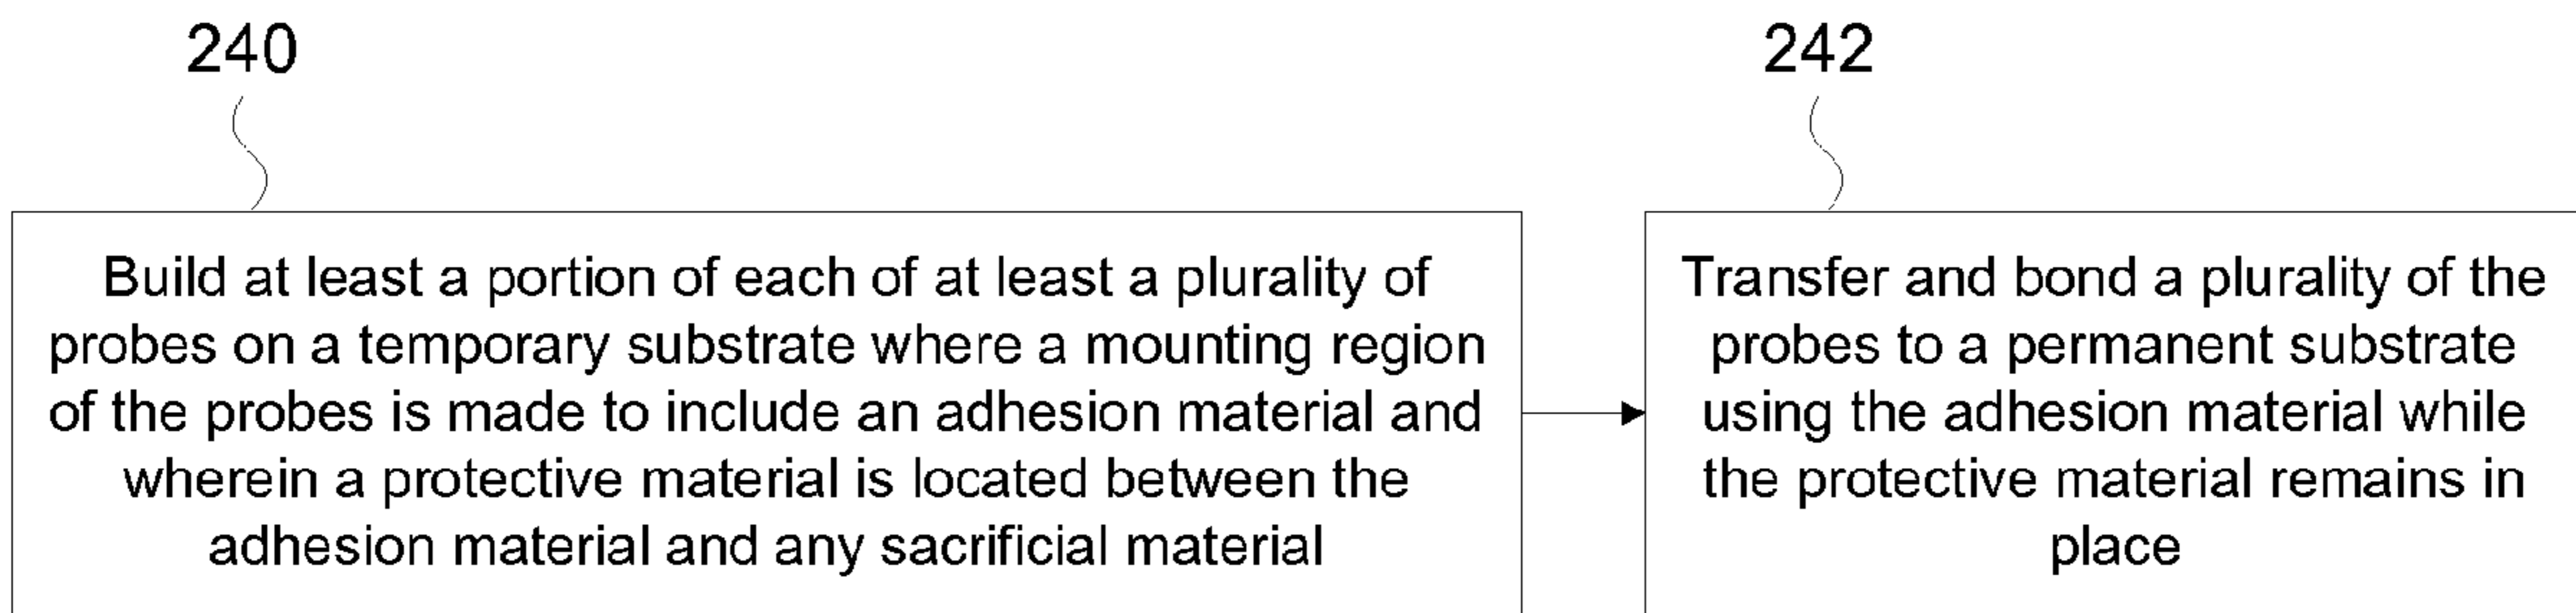 240
242
Build at least a portion of each of at least a plurality of
probes on a temporary substrate where a mounting region
of the probes is made to include an adhesion material and
wherein a protective material is located between the
adhesion material and any sacrificial material
Transfer and bond a plurality of the
probes to a permanent substrate
using the adhesion material while
the protective material remains in
place